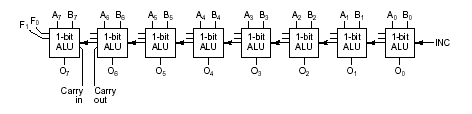 F₁ F₀ A₇ B₇ A₆ B₆ A₅ B₅ A₄ B₄ A₃ B₃ A₂ B₂ A₁ B₁ A₀ B₀
1-bit ALU 1-bit ALU 1-bit ALU 1-bit ALU 1-bit ALU 1-bit ALU 1-bit ALU 1-bit ALU INC
O₇ O₆ O₅ O₄ O₃ O₂ O₁ O₀
Carry in Carry out